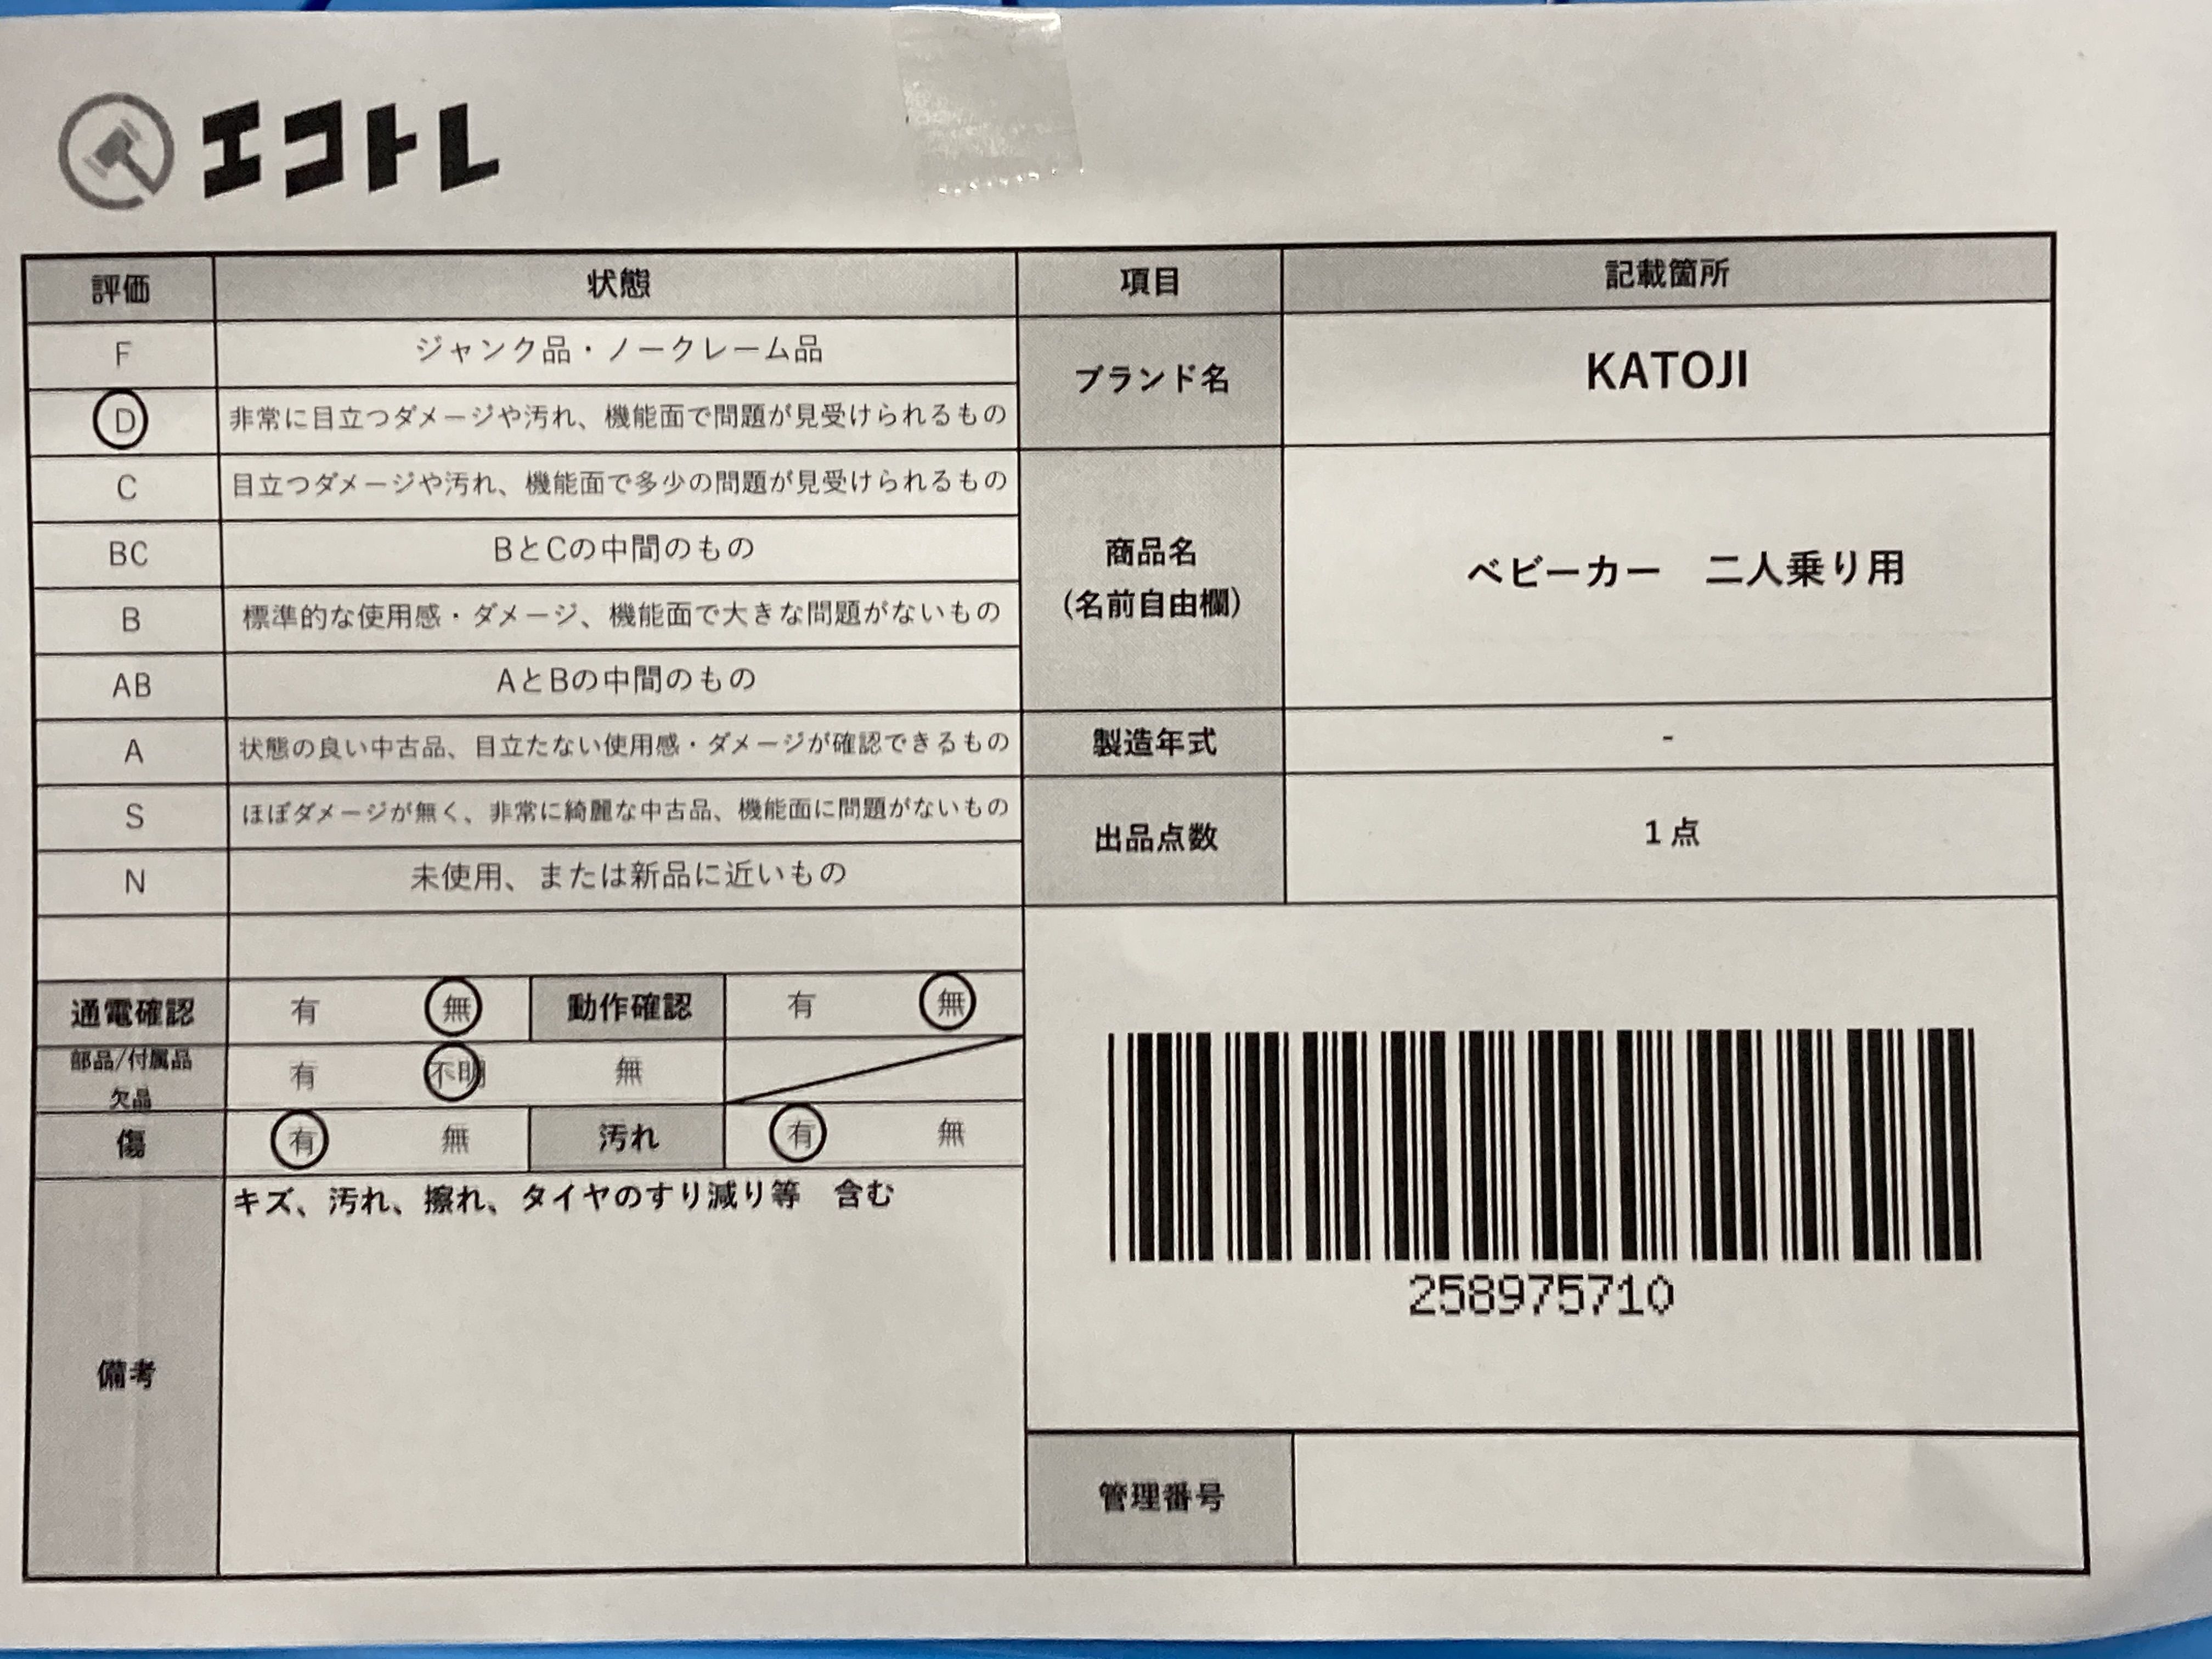 エコトレ
評価 状態 項目 記載箇所
F ジャンク品・ノークレーム品
D 非常に目立つダメージや汚れ、機能面で問題が見受けられるもの
ブランド名 KATOJI
C 目立つダメージや汚れ、機能面で多少の問題が見受けられるもの
BC BとCの中間のもの
B 標準的な使用感・ダメージ、機能面で大きな問題がないもの
AB AとBの中間のもの
商品名
(名前自由欄)
ベビーカー 二人乗り用
A 状態の良い中古品、目立たない使用感・ダメージが確認できるもの
製造年式 -
S ほぼダメージが無く、非常に綺麗な中古品、機能面に問題がないもの
N 未使用、または新品に近いもの
出品点数 1点
通電確認 有 無 動作確認 有 無
部品/付属品
欠品
有 不明 無
傷 有 無 汚れ 有 無
備考
キズ、汚れ、擦れ、タイヤのすり減り等 含む
258975710
管理番号